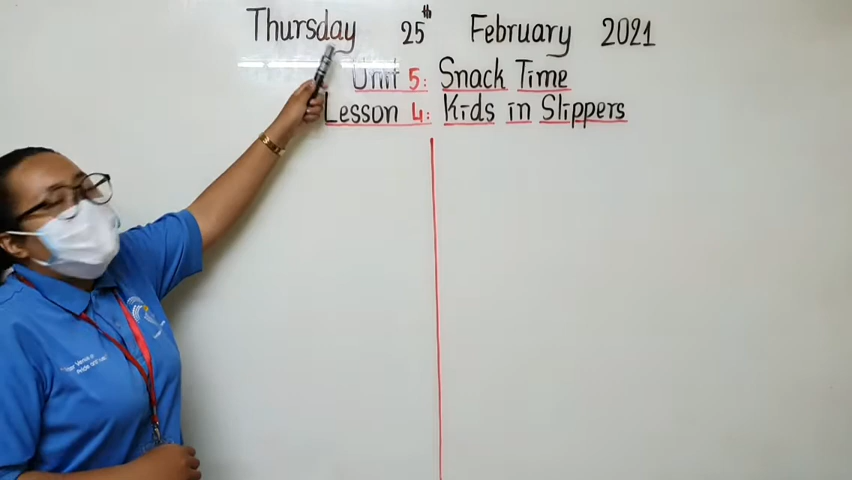 Thursday 25th February 2021
Unit 5: Snack Time
Lesson 4: Kids in Slippers